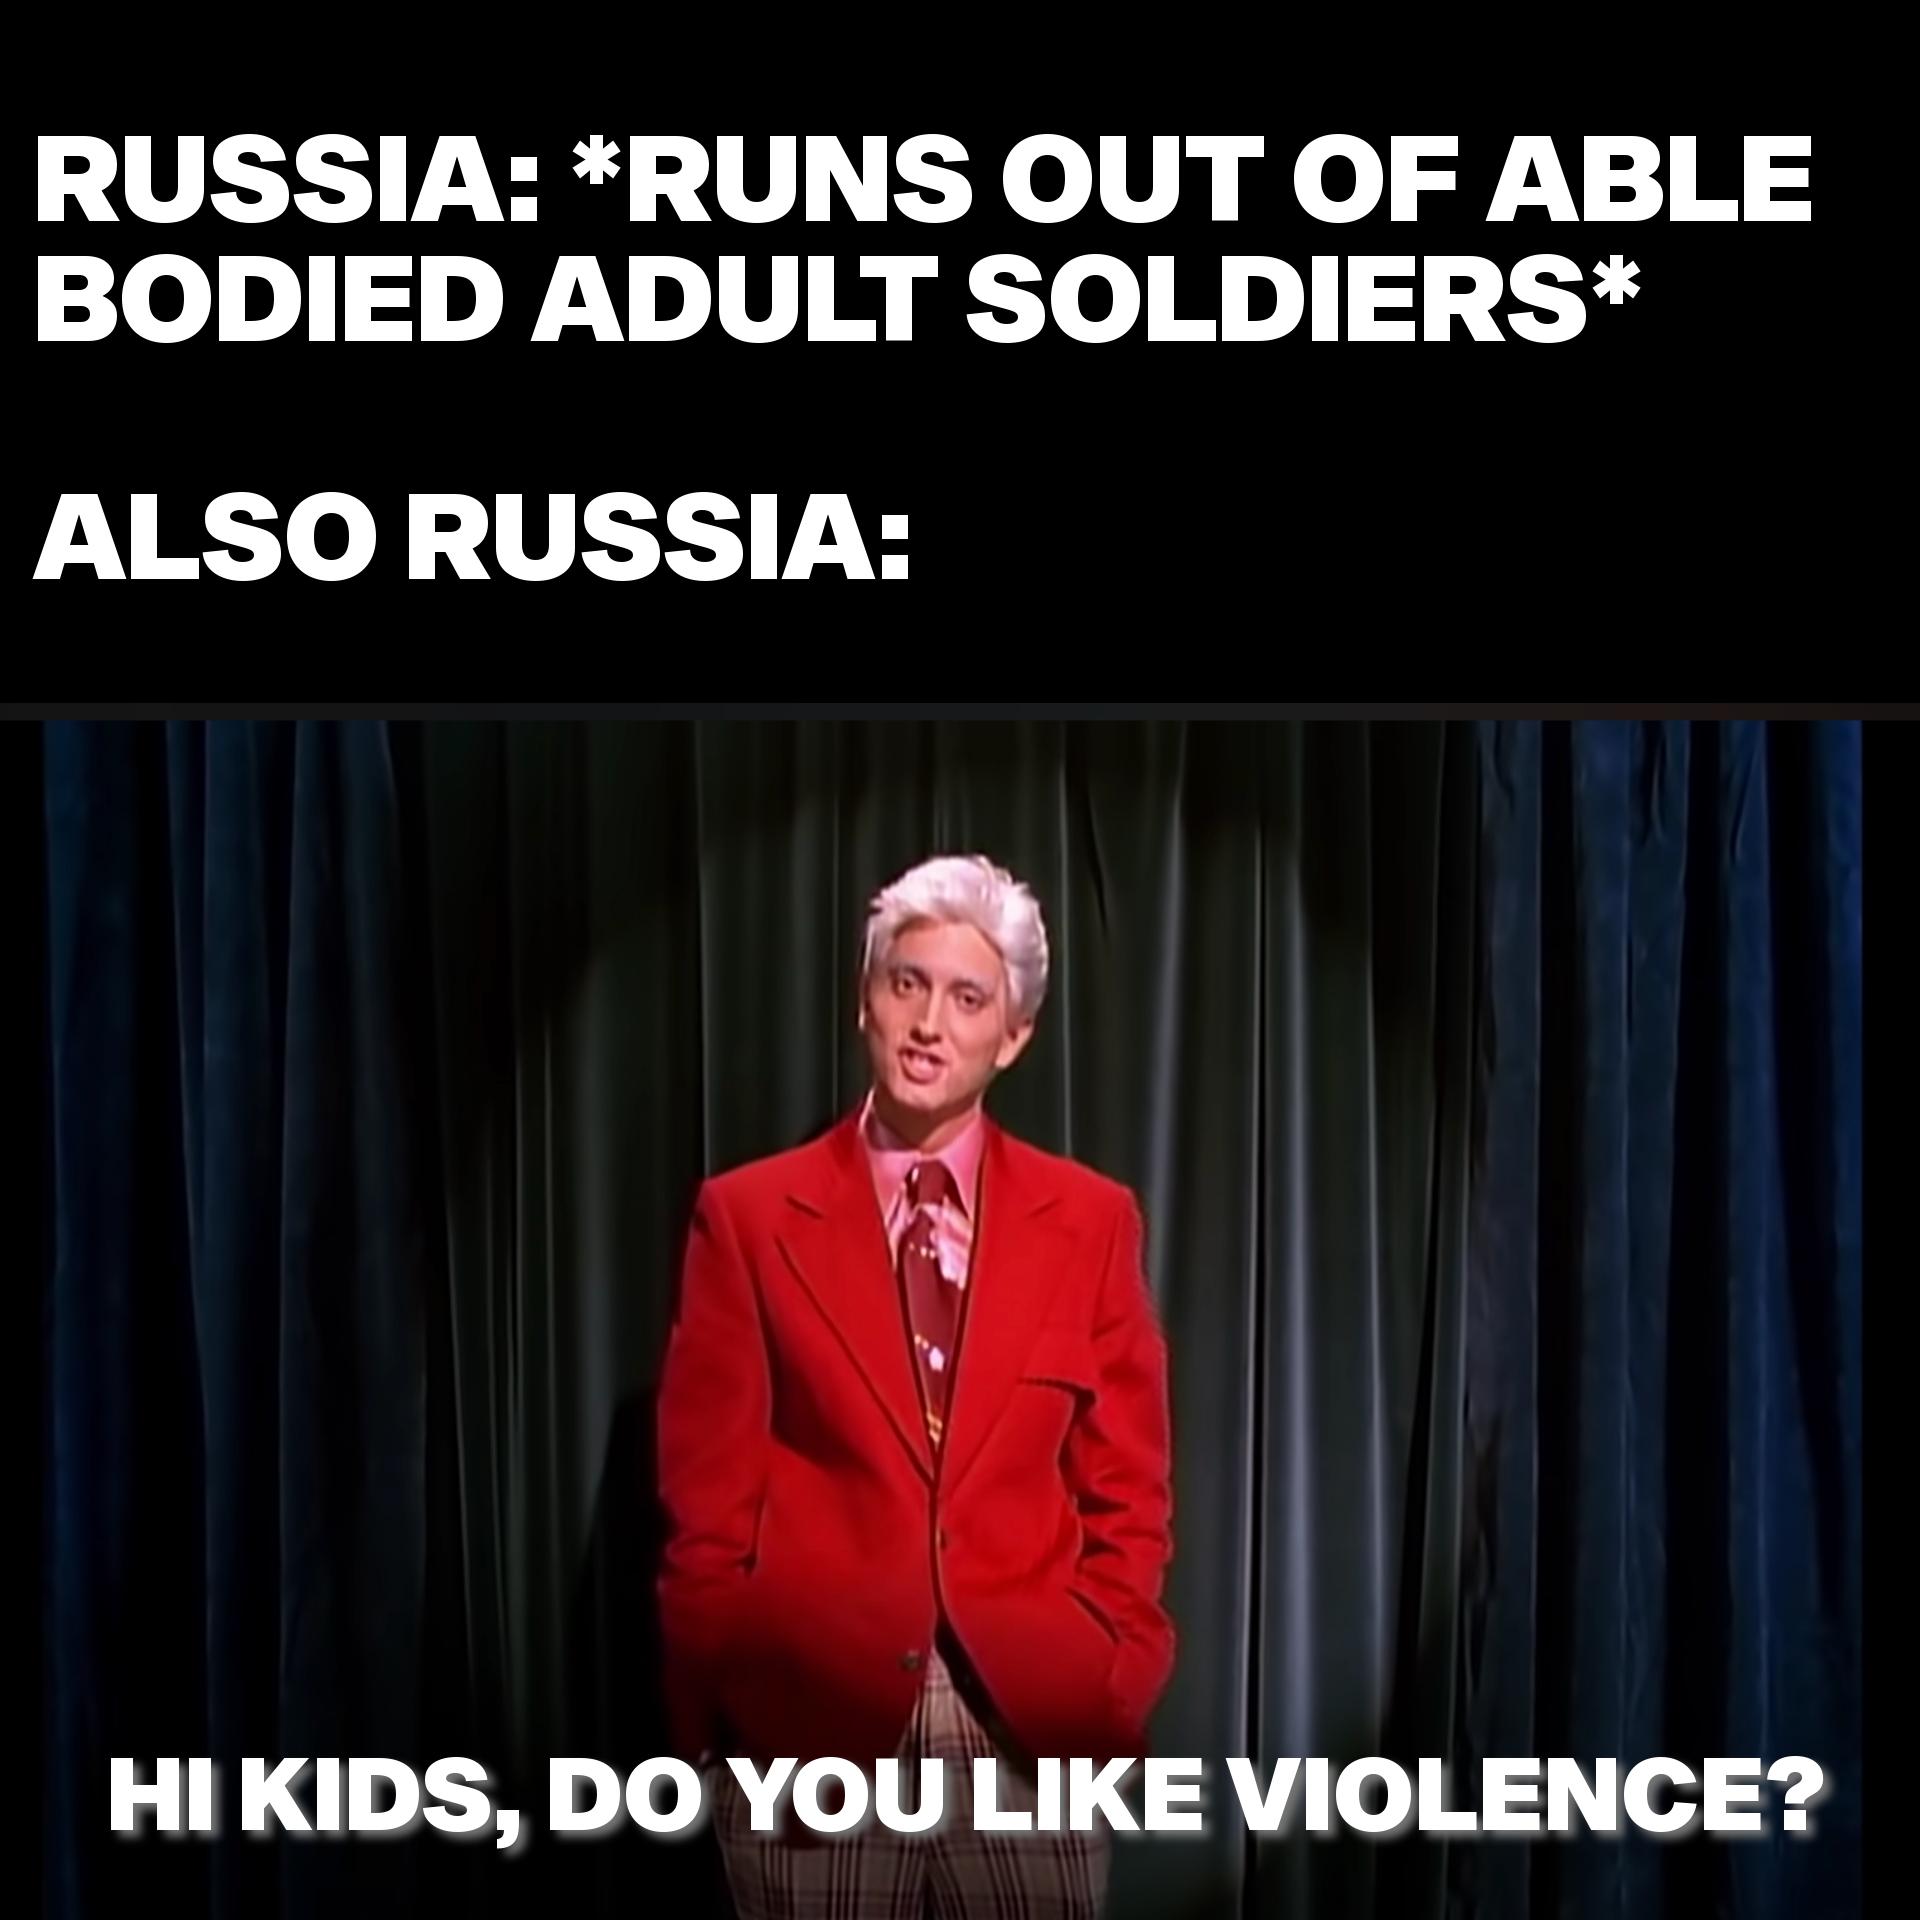 RUSSIA: *RUNS OUT OF ABLE
BODIED ADULT SOLDIERS*
ALSO RUSSIA:
HI KIDS, DO YOU LIKE VIOLENCE?